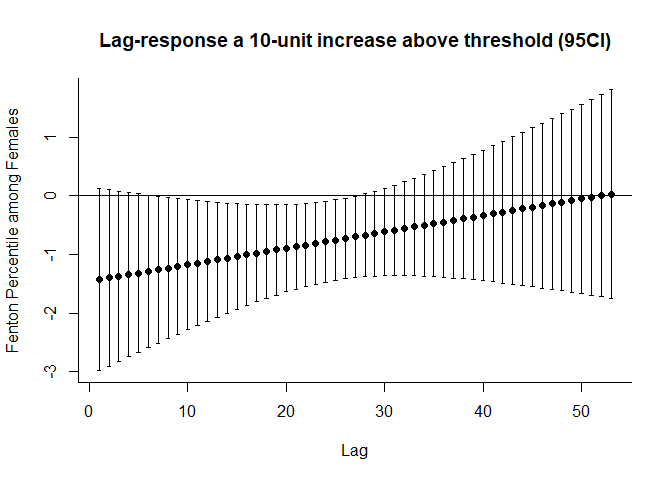 Lag-response a 10-unit increase above threshold (95CI)
Fenton Percentile among Females
1
0
-1
-2
-3
0 10 20 30 40 50
Lag